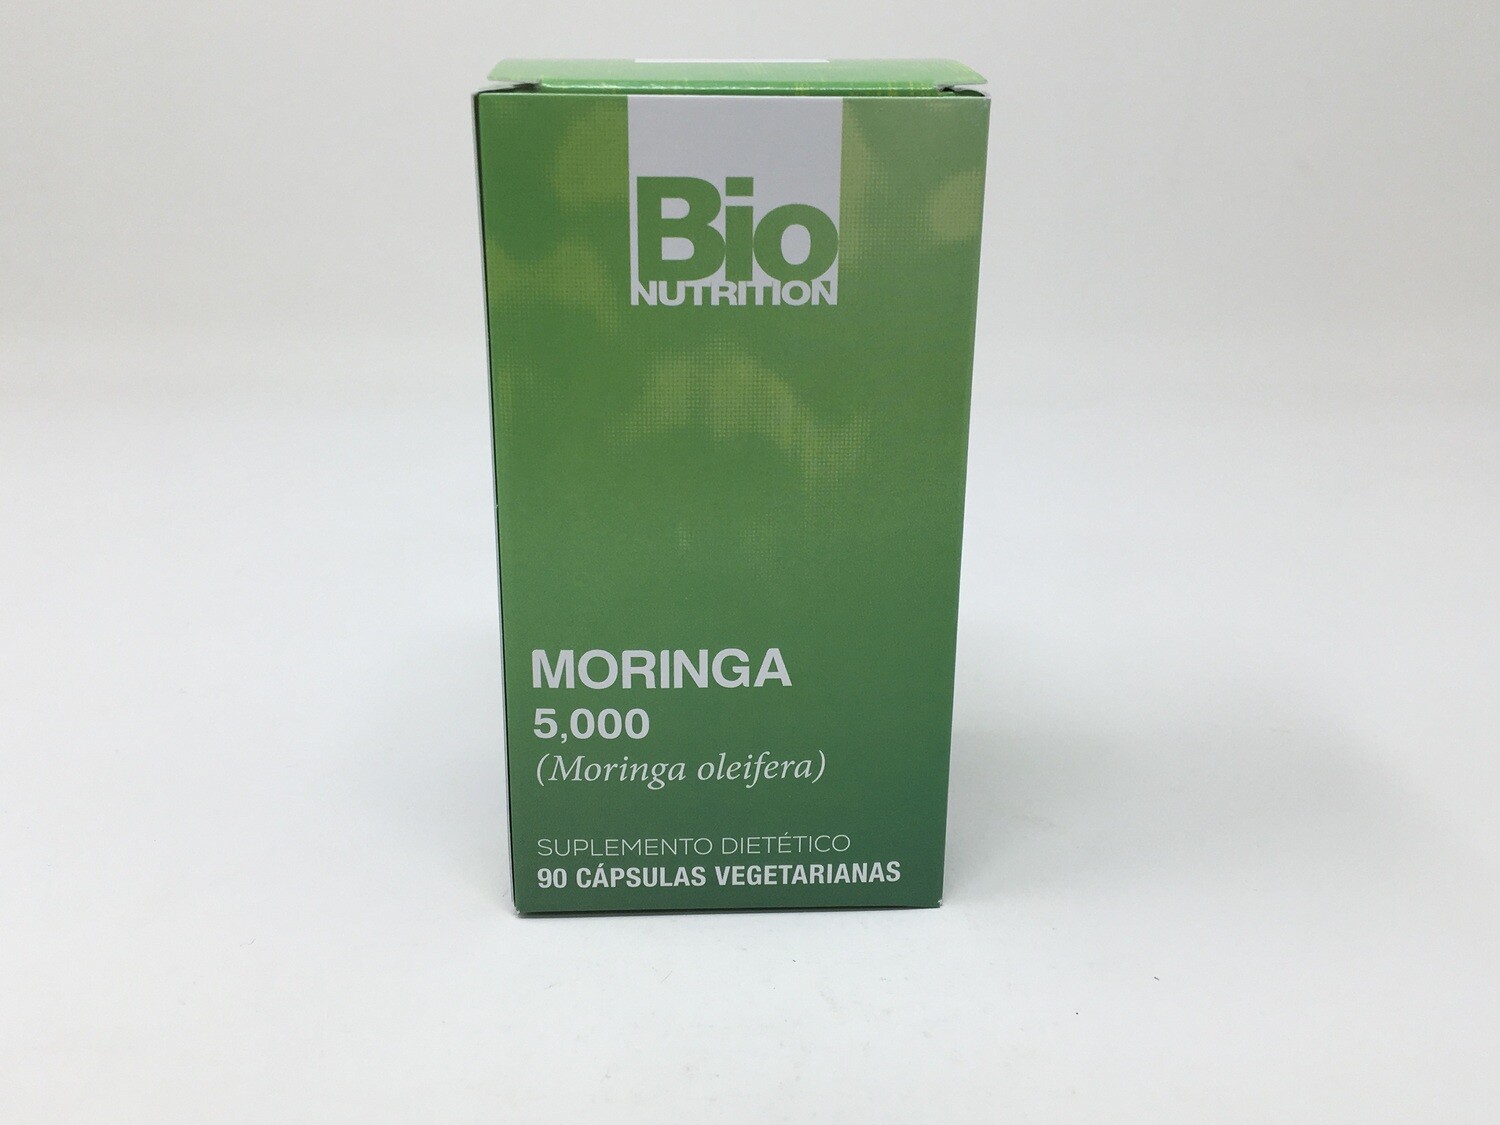 Bio
NUTRITION
MORINGA
5,000
(Moringa oleifera)
SUPLEMENTO DIETÉTICO
90 CÁPSULAS VEGETARIANAS